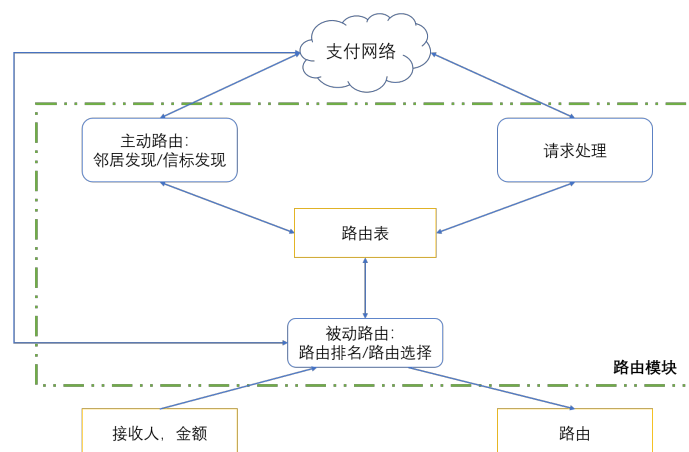 支付网络
主动路由:
邻居发现/信标发现
请求处理
路由表
被动路由:
路由排名/路由选择
路由模块
接收人，金额
路由